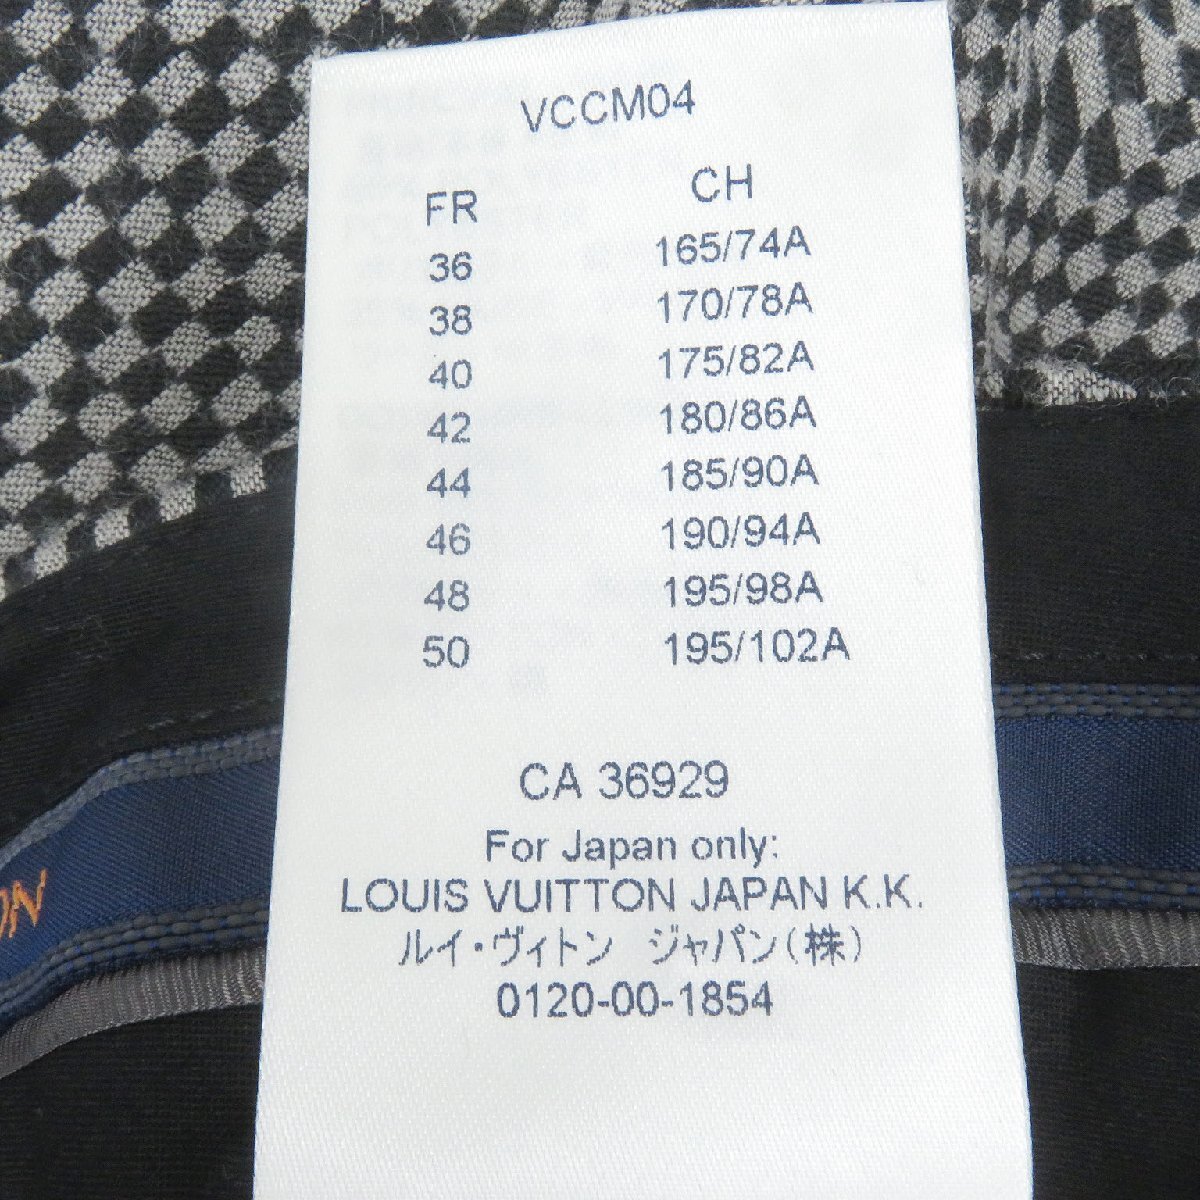 VCCM04
FR CH
36 165/74A
38 170/78A
40 175/82A
42 180/86A
44 185/90A
46 190/94A
48 195/98A
50 195/102A
CA 36929
For Japan only:
LOUIS VUITTON JAPAN K.K.
ルイ・ヴィトン ジャパン(株)
0120-00-1854
ON